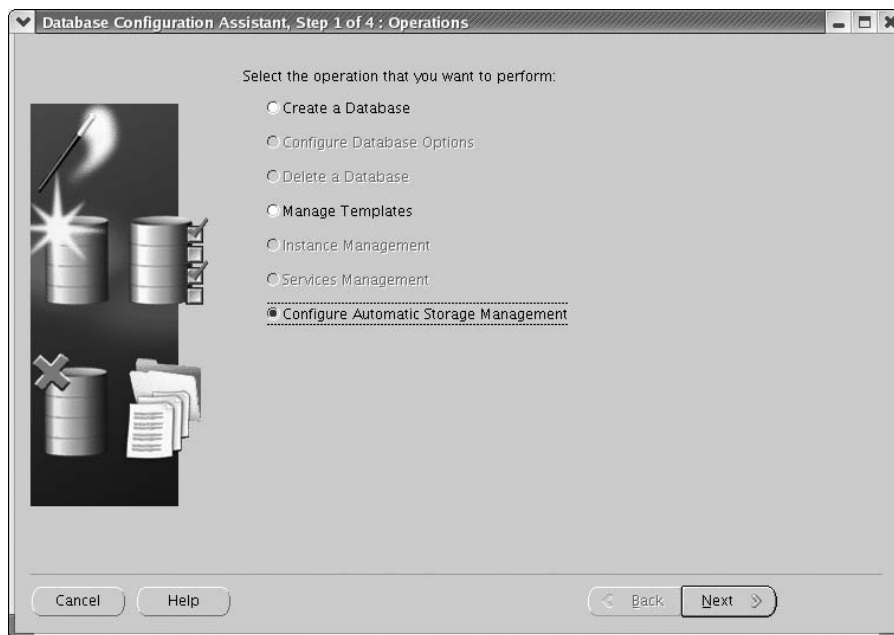 Database Configuration Assistant, Step 1 of 4 : Operations
Select the operation that you want to perform:
Create a Database
Configure Database Options
Delete a Database
Manage Templates
Instance Management
Services Management
Configure Automatic Storage Management
Cancel
Help
Back
Next